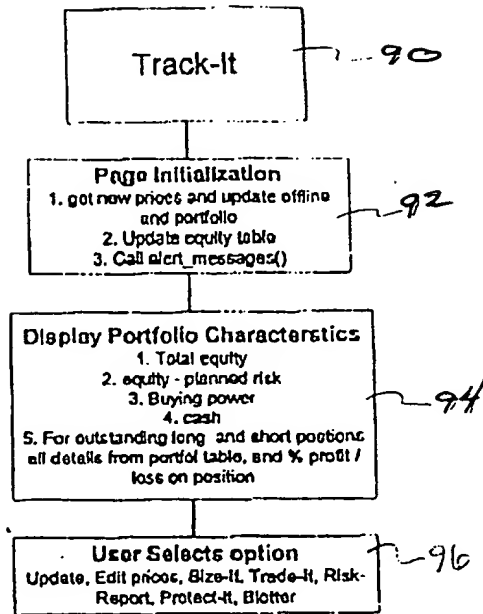 Track-It
90
Page Initialization
1. get new prices and update offline
and portfolio
2. Update equity table
3. Call alert_messages()
92
Display Portfolio Characterstics
1. Total equity
2. equity - planned risk
3. Buying power
4. cash
5. For outstanding long and short postions
all details from portfol table, and % profit /
loss on position
94
User Selects option
Update, Edit prices, Size-It, Trade-It, Risk-
Report, Protect-It, Blotter
96